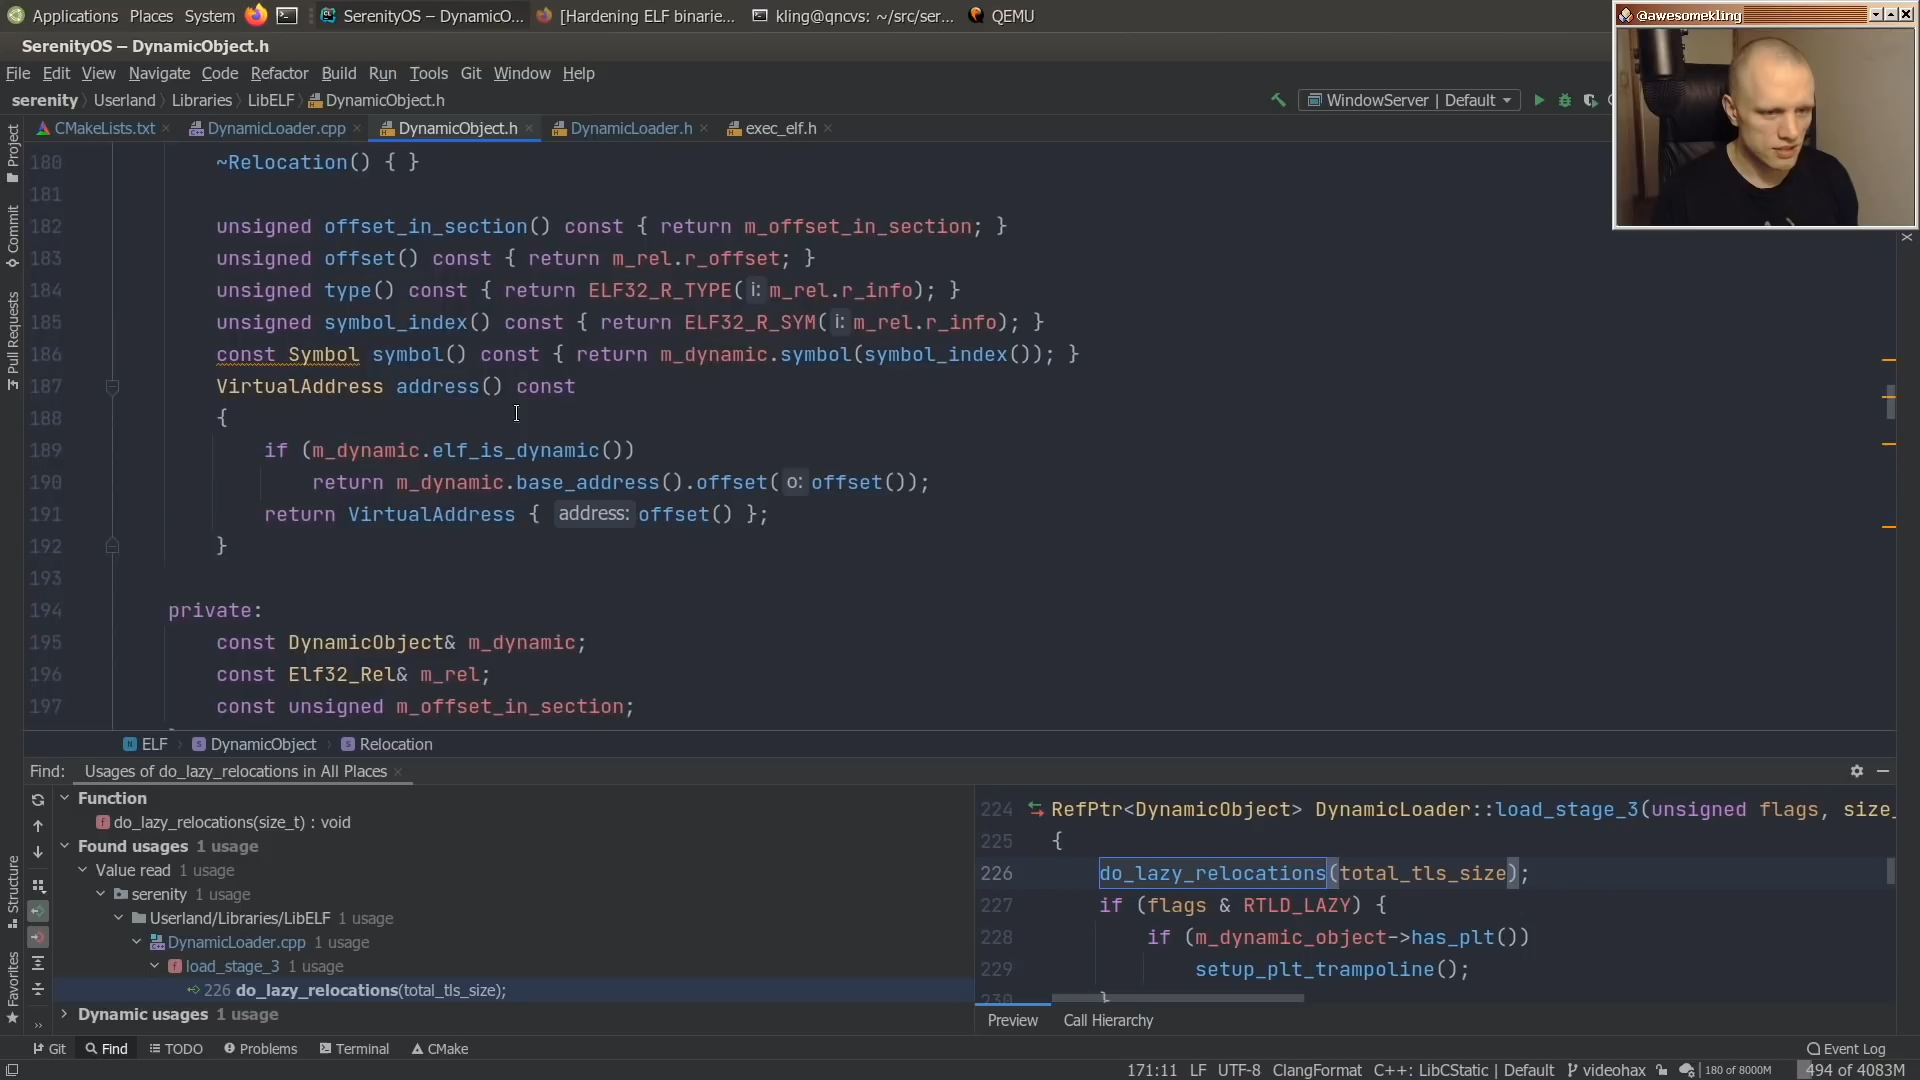 Applications Places System SerenityOS – DynamicO... [Hardening ELF binarie... kling@qncvs: ~/src/ser... QEMU
@awesomekling
SerenityOS – DynamicObject.h
File Edit View Navigate Code Refactor Build Run Tools Git Window Help
serenity Userland Libraries LibELF DynamicObject.h WindowServer | Default
CMakeLists.txt DynamicLoader.cpp DynamicObject.h DynamicLoader.h exec_elf.h
Project
Commit
Pull Requests
Structure
Favorites
180 ~Relocation() { }
181
182 unsigned offset_in_section() const { return m_offset_in_section; }
183 unsigned offset() const { return m_rel.r_offset; }
184 unsigned type() const { return ELF32_R_TYPE( i: m_rel.r_info); }
185 unsigned symbol_index() const { return ELF32_R_SYM( i: m_rel.r_info); }
186 const Symbol symbol() const { return m_dynamic.symbol(symbol_index()); }
187 VirtualAddress address() const
188 {
189 if (m_dynamic.elf_is_dynamic())
190 return m_dynamic.base_address().offset( o: offset());
191 return VirtualAddress { address: offset() };
192 }
193
194 private:
195 const DynamicObject& m_dynamic;
196 const Elf32_Rel& m_rel;
197 const unsigned m_offset_in_section;
ELF DynamicObject Relocation
Find: Usages of do_lazy_relocations in All Places
Function
do_lazy_relocations(size_t) : void
Found usages 1 usage
Value read 1 usage
serenity 1 usage
Userland/Libraries/LibELF 1 usage
DynamicLoader.cpp 1 usage
load_stage_3 1 usage
226 do_lazy_relocations(total_tls_size);
Dynamic usages 1 usage
224 RefPtr<DynamicObject> DynamicLoader::load_stage_3(unsigned flags, size_
225 {
226 do_lazy_relocations(total_tls_size);
227 if (flags & RTLD_LAZY) {
228 if (m_dynamic_object->has_plt())
229 setup_plt_trampoline();
230 }
Preview Call Hierarchy
Git Find TODO Problems Terminal CMake Event Log
171:11 LF UTF-8 ClangFormat C++: LibCStatic | Default videohax 180 of 8000M 494 of 4083M